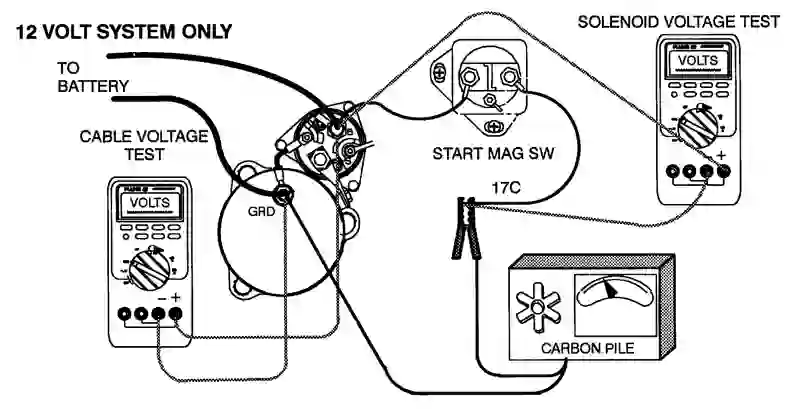 12 VOLT SYSTEM ONLY
SOLENOID VOLTAGE TEST
TO
BATTERY
CABLE VOLTAGE
TEST
VOLTS
VOLTS
START MAG SW
17C
GRD
+
- +
CARBON PILE